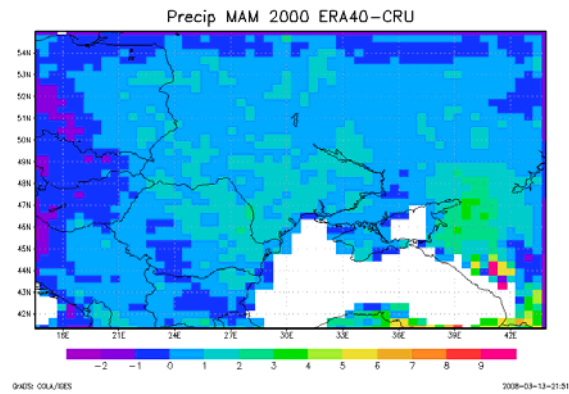 Precip MAM 2000 ERA40-CRU
54N
53N
52N
51N
50N
49N
48N
47N
46N
45N
44N
43N
42N
18E 21E 24E 27E 30E 33E 36E 39E 42E
-2 -1 0 1 2 3 4 5 6 7 8 9
GrADS: COLA/IGES 2008-03-13-21:51